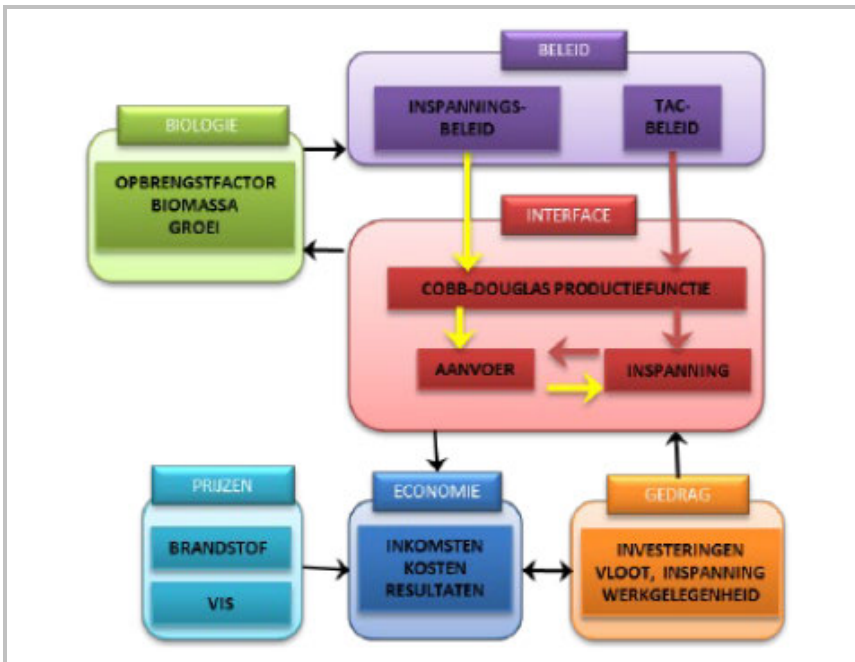 BELEID
INSPANNINGS-
BELEID
TAC-
BELEID
BIOLOGIE
OPBRENGSTFACTOR
BIOMASSA
GROEI
INTERFACE
COBB-DOUGLAS PRODUCTIEFUNCTIE
AANVOER
INSPANNING
PRIJZEN
BRANDSTOF
VIS
ECONOMIE
INKOMSTEN
KOSTEN
RESULTATEN
GEDRAG
INVESTERINGEN
VLOOT, INSPANNING
WERKGELEGENHEID